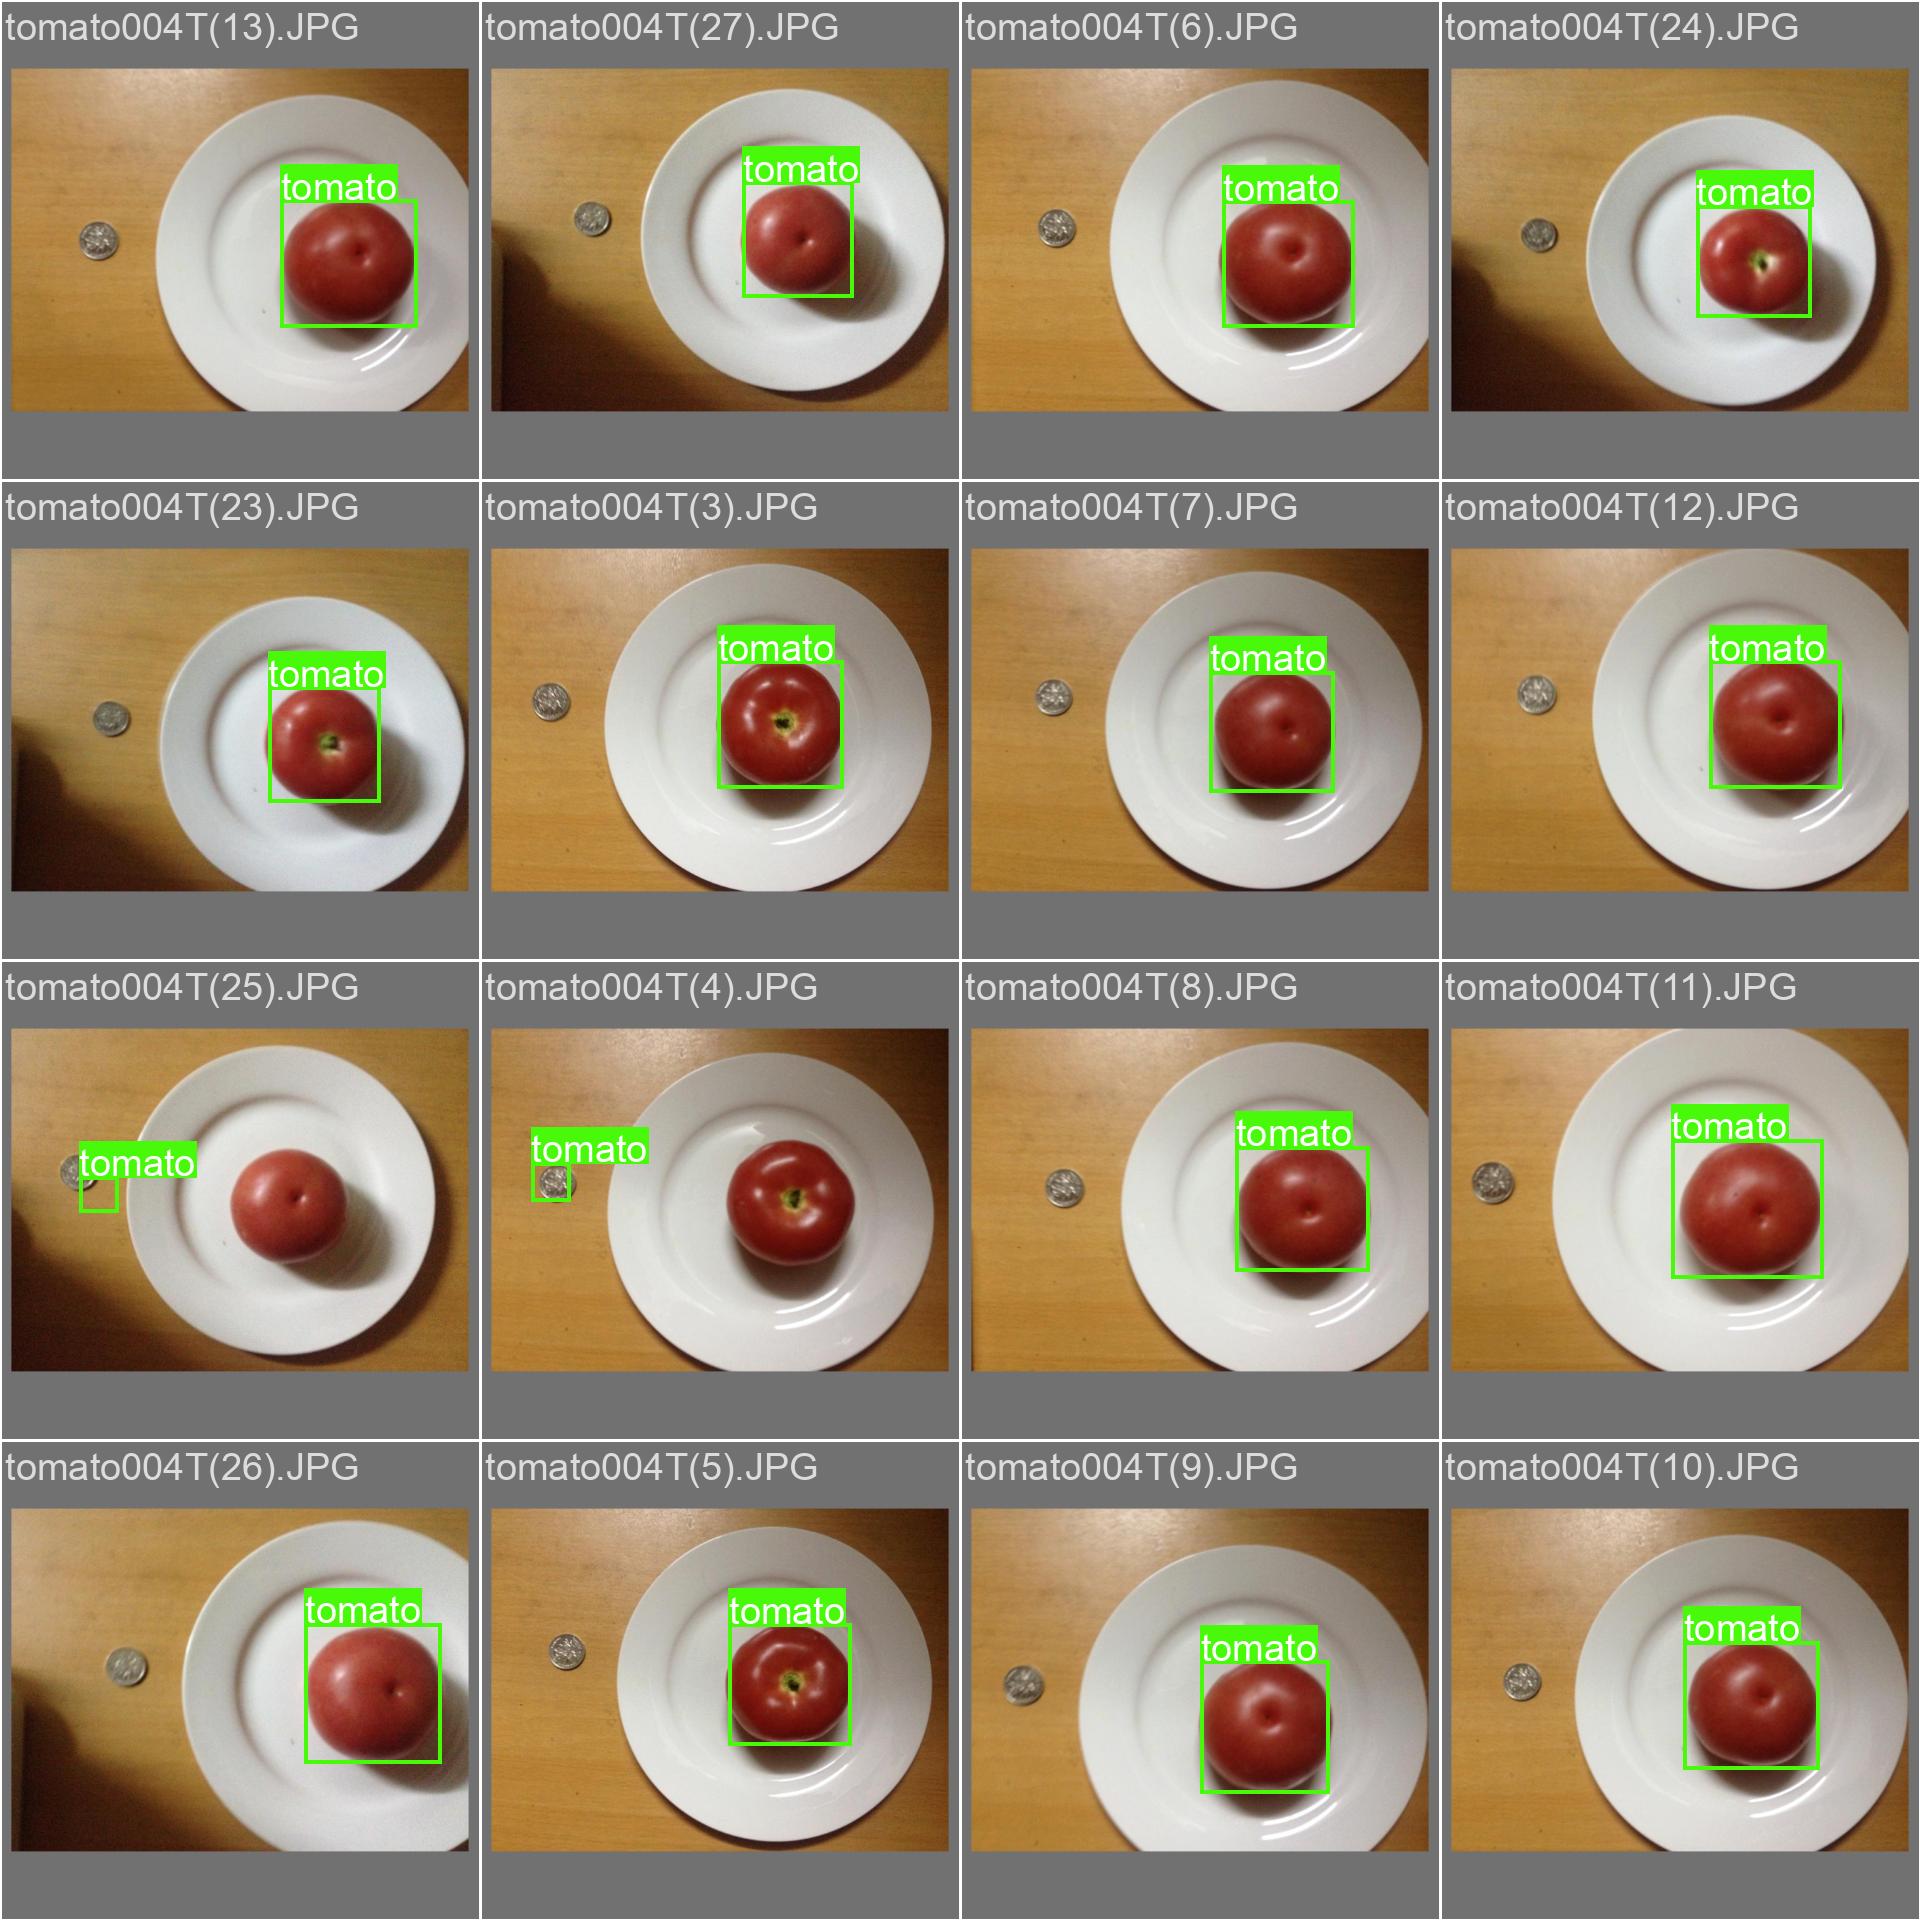 tomato004T(13).JPG
tomato004T(27).JPG
tomato004T(6).JPG
tomato004T(24).JPG
tomato
tomato
tomato
tomato
tomato004T(23).JPG
tomato004T(3).JPG
tomato004T(7).JPG
tomato004T(12).JPG
tomato
tomato
tomato
tomato
tomato004T(25).JPG
tomato004T(4).JPG
tomato004T(8).JPG
tomato004T(11).JPG
tomato
tomato
tomato
tomato
tomato004T(26).JPG
tomato004T(5).JPG
tomato004T(9).JPG
tomato004T(10).JPG
tomato
tomato
tomato
tomato